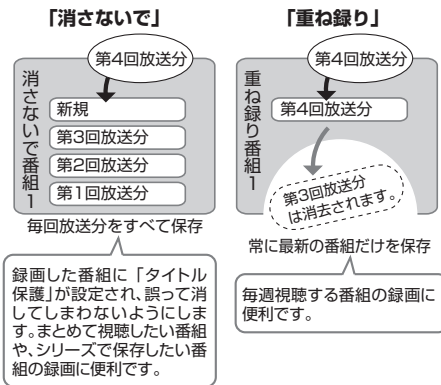 「消さないで」
第4回放送分
消さないで番組1
新規
第3回放送分
第2回放送分
第1回放送分
毎回放送分をすべて保存
録画した番組に「タイトル
保護」が設定され、誤って消
してしまわないようにしま
す。まとめて視聴したい番組
や、シリーズで保存したい番
組の録画に便利です。
「重ね録り」
第4回放送分
重ね録り番組1
第4回放送分
第3回放送分
は消去されます。
常に最新の番組だけを保存
毎週視聴する番組の録画に
便利です。